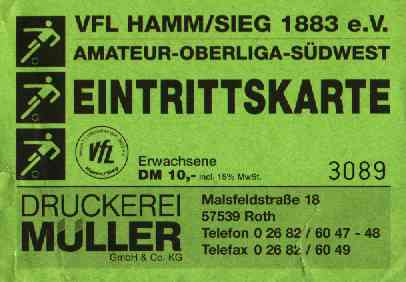 VFL HAMM/SIEG 1883 e.V.
AMATEUR-OBERLIGA-SÜDWEST
EINTRITTSKARTE
VfL
Hamm/Sieg
Erwachsene
DM 10,- incl. 15% MwSt.
3089
DRUCKEREI
MÜLLER
GmbH & Co. KG
Malsfeldstraße 18
57539 Roth
Telefon 0 26 82 / 60 47 - 48
Telefax 0 26 82 / 60 49